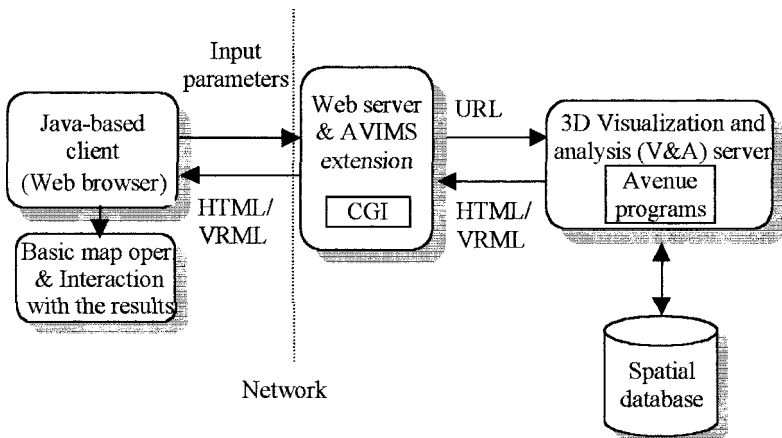 Input
parameters
Java-based
client
(Web browser)
HTML/
VRML
Basic map oper
& Interaction
with the results
Network
Web server
& AVIMS
extension
CGI
URL
HTML/
VRML
3D Visualization and
analysis (V&A) server
Avenue
programs
Spatial
database